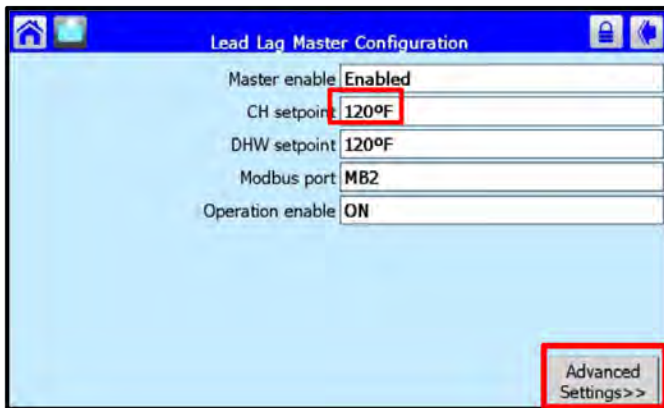 Lead Lag Master Configuration
Master enable Enabled
CH setpoint 120ºF
DHW setpoint 120ºF
Modbus port MB2
Operation enable ON
Advanced
Settings>>